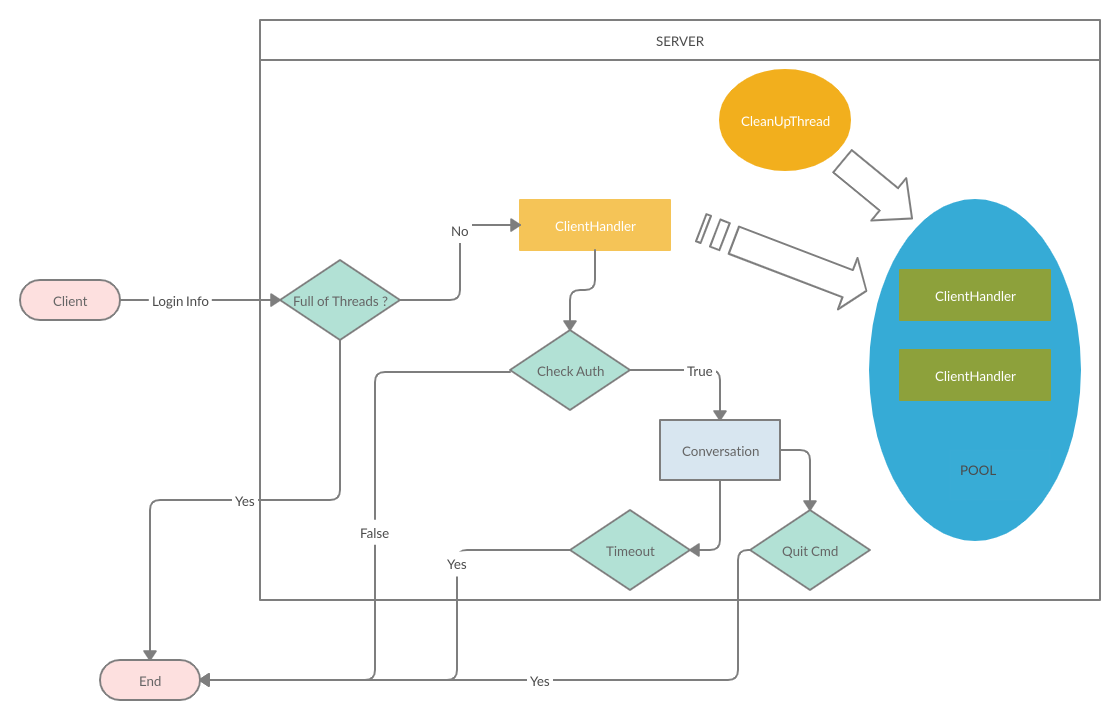 SERVER
CleanUpThread
No
ClientHandler
Client
Login Info
Full of Threads ?
ClientHandler
Check Auth
True
ClientHandler
Conversation
POOL
Yes
False
Timeout
Quit Cmd
Yes
End
Yes